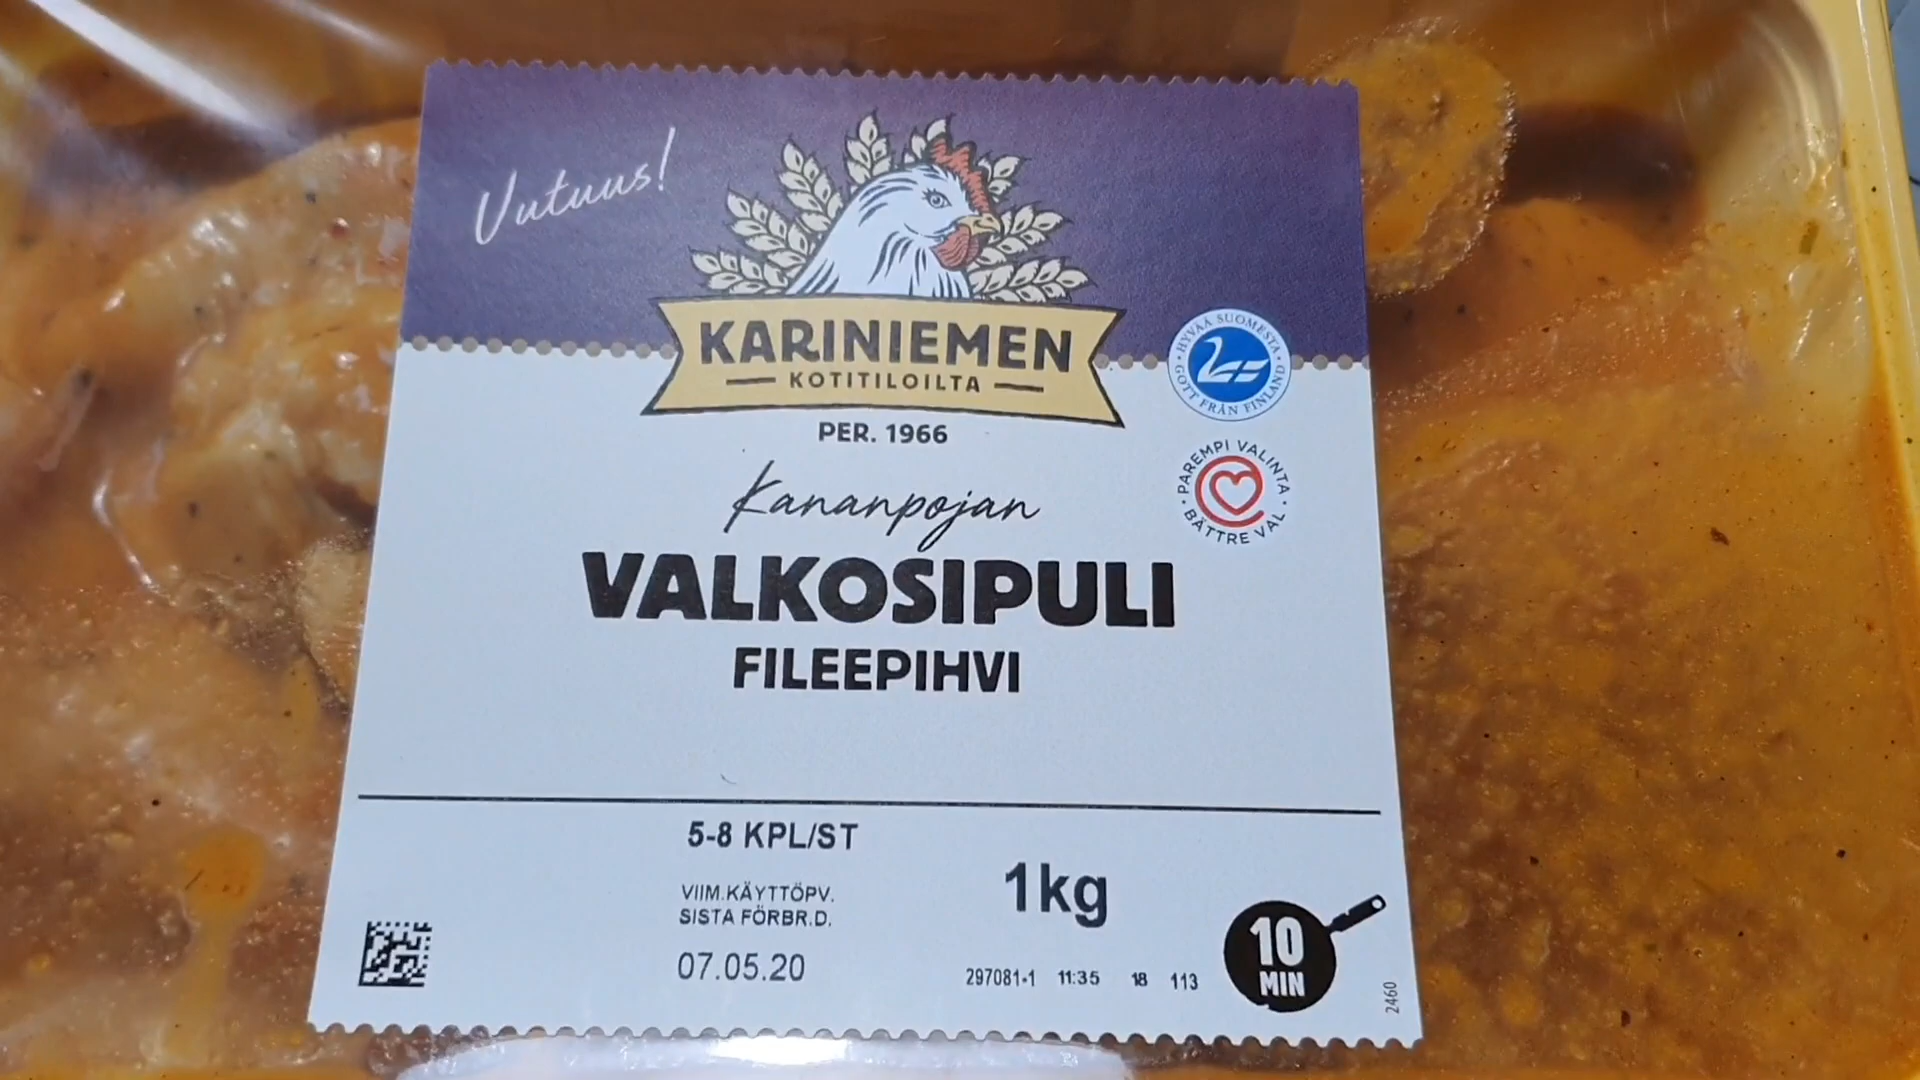 Uutuus!
KARINIEMEN
KOTITILOILTA
PER. 1966
HYVÄÄ SUOMESTA
GOTT FRÅN FINLAND
PAREMPI VALINTA
BÄTTRE VAL
Kananpojan
VALKOSIPULI
FILEEPIHVI
5-8 KPL/ST
VIIM.KÄYTTÖPV.
SISTA FÖRBR.D.
07.05.20
1kg
297081-1 11:35 18 113
10
MIN
2460